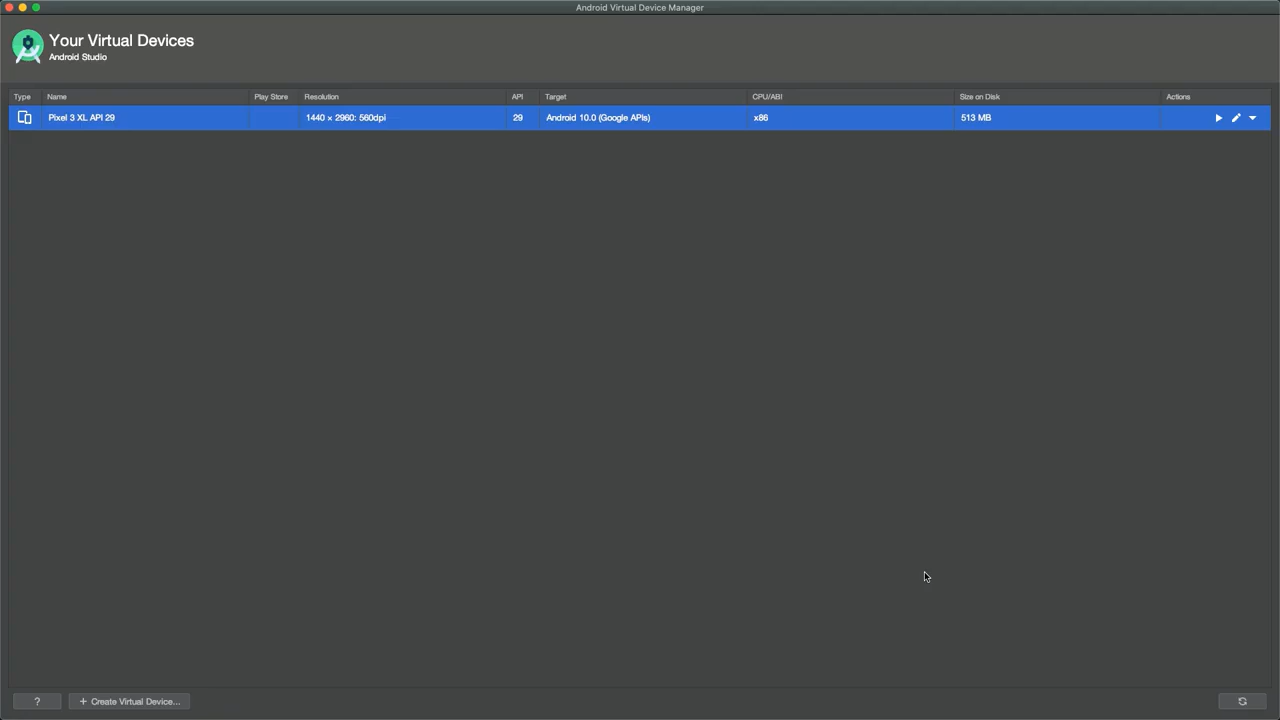 Android Virtual Device Manager
Your Virtual Devices
Android Studio
Type Name Play Store Resolution API Target CPU/ABI Size on Disk Actions
Pixel 3 XL API 29 1440 × 2960: 560dpi 29 Android 10.0 (Google APIs) x86 513 MB
? + Create Virtual Device...